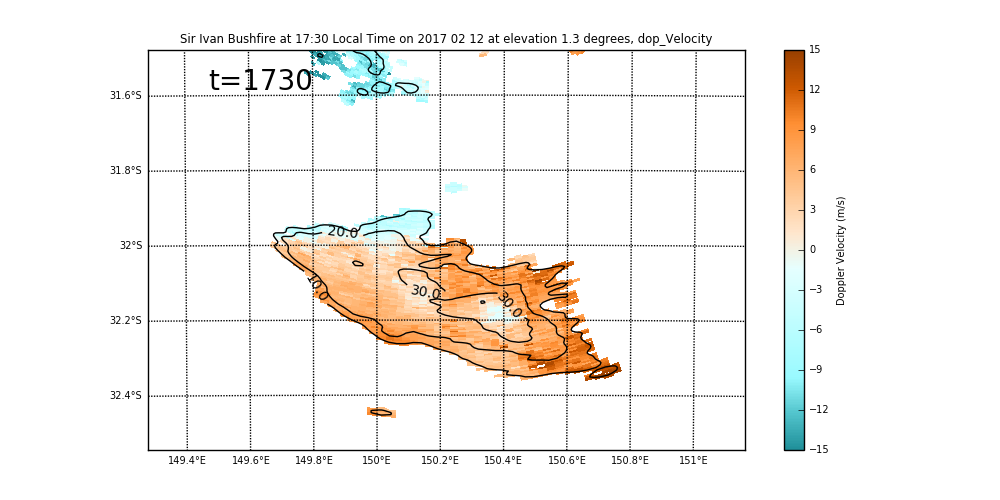 Sir Ivan Bushfire at 17:30 Local Time on 2017 02 12 at elevation 1.3 degrees, dop_Velocity
t=1730
31.6°S
31.8°S
32°S
32.2°S
32.4°S
20.0
10.0
30.0
30.0
149.4°E 149.6°E 149.8°E 150°E 150.2°E 150.4°E 150.6°E 150.8°E 151°E
15
12
9
6
3
0
−3
−6
−9
−12
−15
Doppler Velocity (m/s)